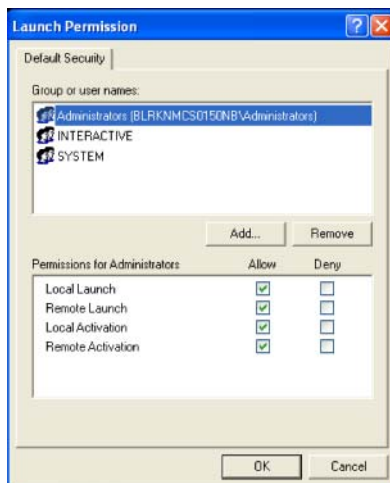 Launch Permission
Default Security
Group or user names:
Administrators (BLRKNMCS0150NB\Administrators)
INTERACTIVE
SYSTEM
Add... Remove
Permissions for Administrators Allow Deny
Local Launch
Remote Launch
Local Activation
Remote Activation
OK Cancel